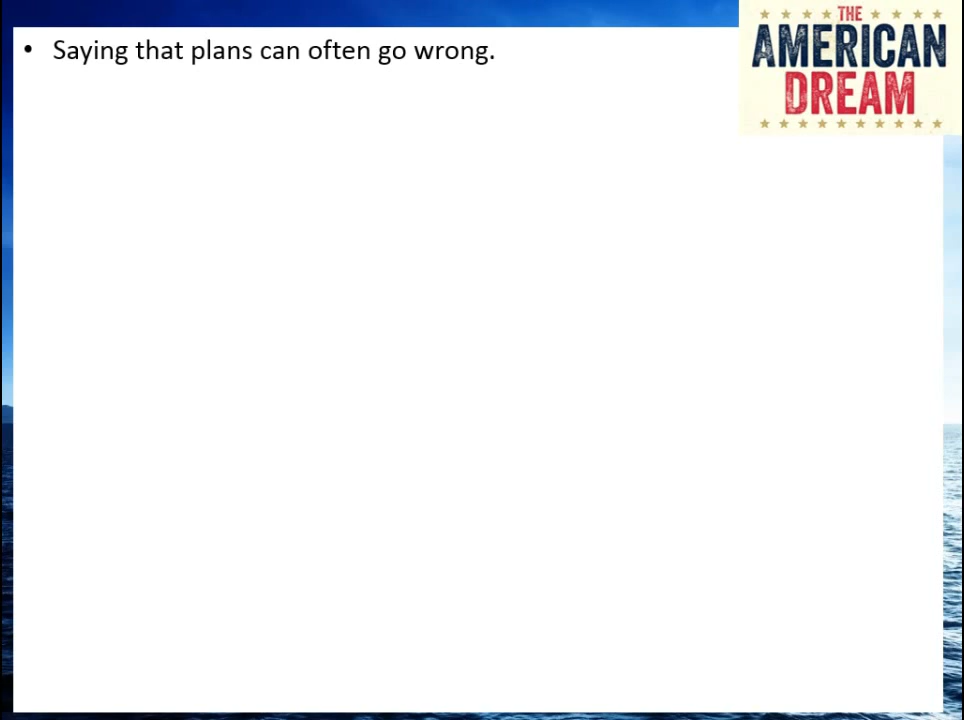 • Saying that plans can often go wrong.
THE
AMERICAN
DREAM